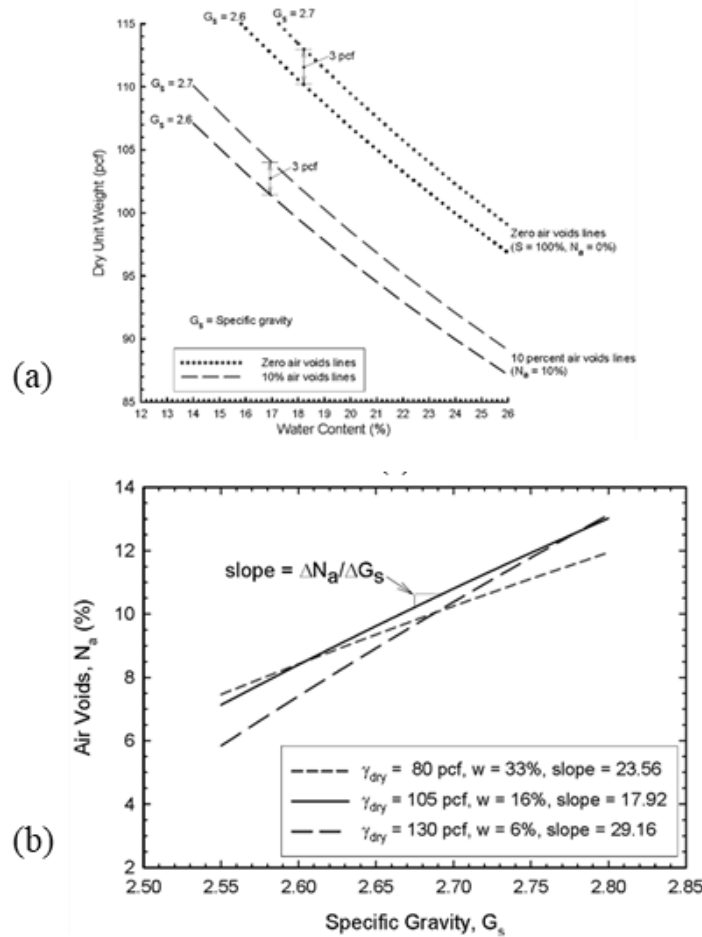 115
110
105
100
95
90
85
Dry Unit Weight (pcf)
Gs = 2.6
Gs = 2.7
3 pcf
Gs = 2.7
Gs = 2.6
3 pcf
Zero air voids lines
(S = 100%, Na = 0%)
Gs = Specific gravity
10 percent air voids lines
(Na = 10%)
Zero air voids lines
10% air voids lines
12 13 14 15 16 17 18 19 20 21 22 23 24 25 26
Water Content (%)
(a)
14
12
10
8
6
4
2
Air Voids, Na (%)
slope = ΔNa/ΔGs
γdry = 80 pcf, w = 33%, slope = 23.56
γdry = 105 pcf, w = 16%, slope = 17.92
γdry = 130 pcf, w = 6%, slope = 29.16
2.50 2.55 2.60 2.65 2.70 2.75 2.80 2.85
Specific Gravity, Gs
(b)